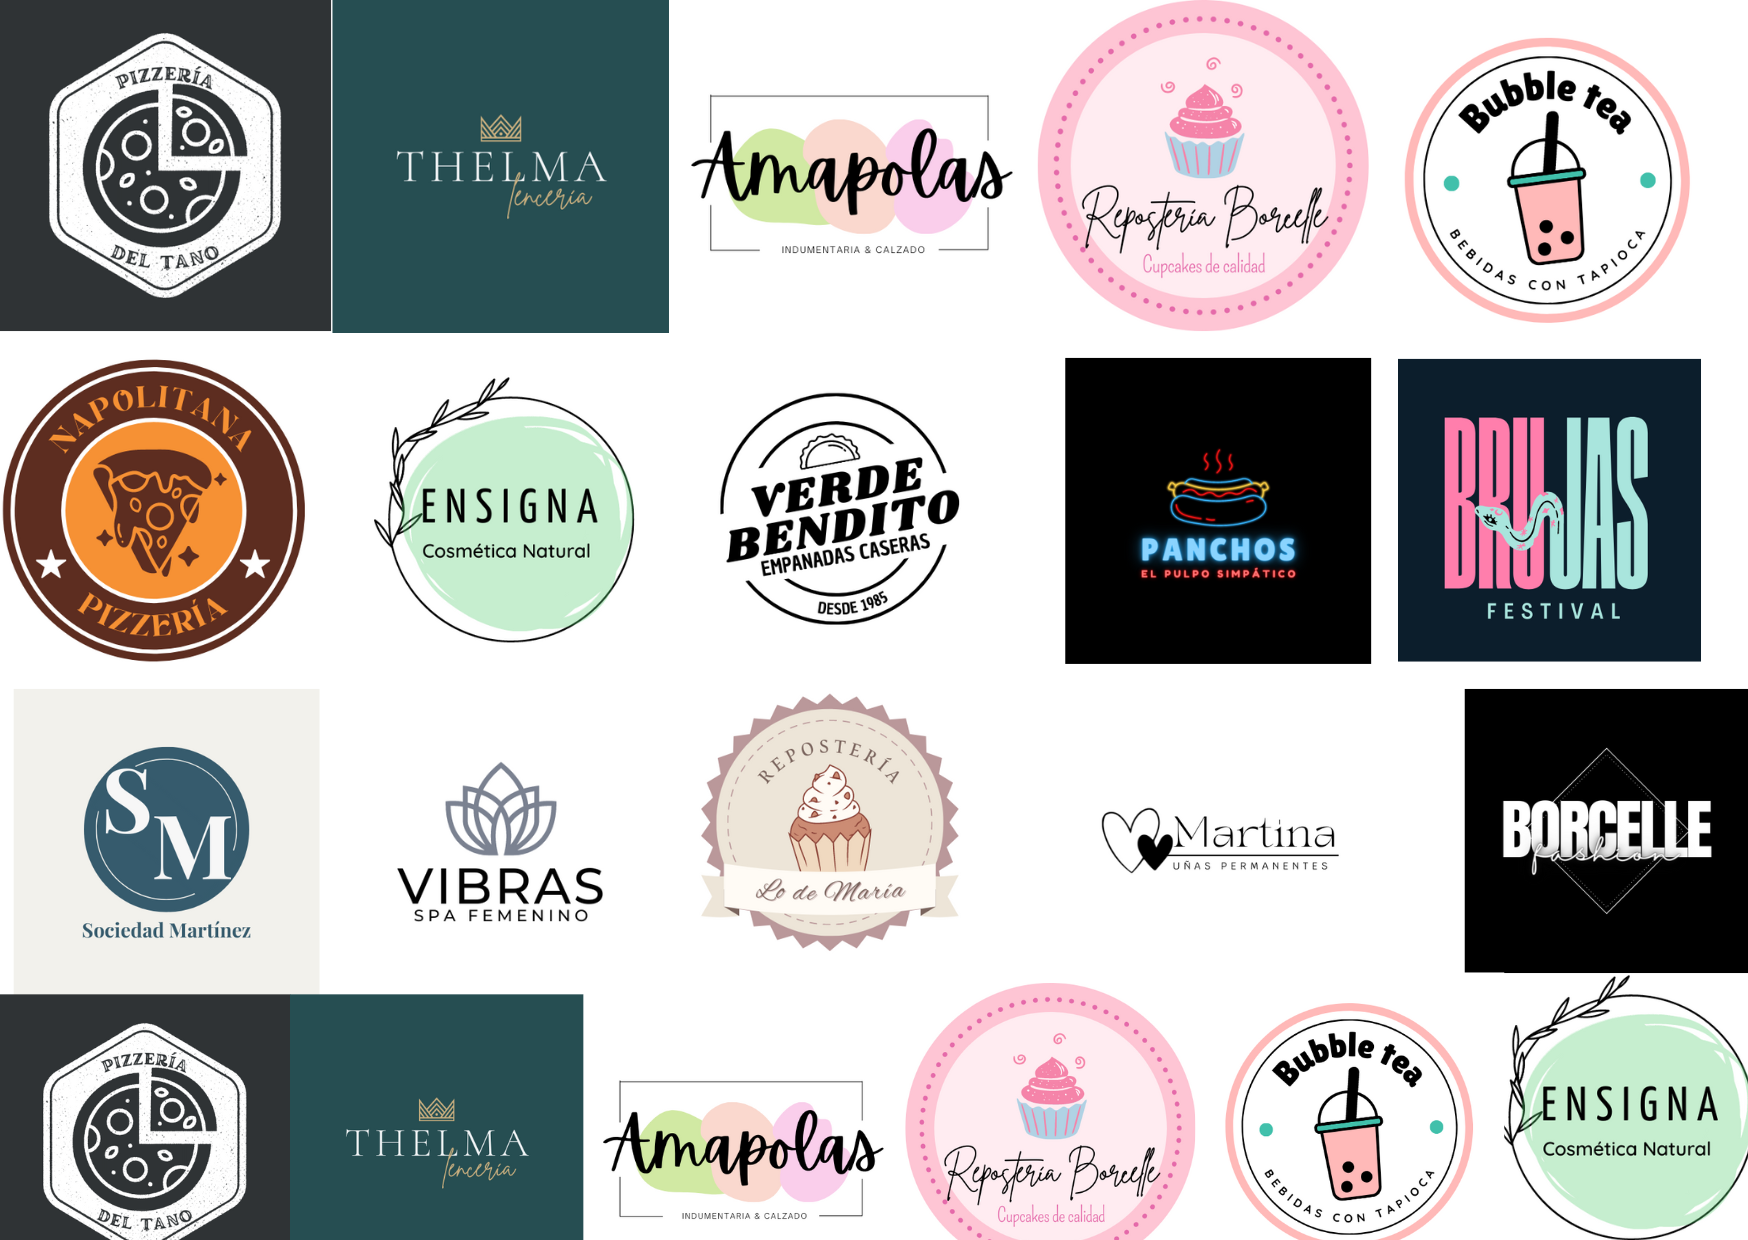 PIZZERÍA
DEL TANO
THELMA
lencería
Amapolas
INDUMENTARIA & CALZADO
Repostería Borcelle
Cupcakes de calidad
Bubble tea
BEBIDAS CON TAPIOCA
NAPOLITANA
PIZZERÍA
ENSIGNA
Cosmética Natural
VERDE
BENDITO
EMPANADAS CASERAS
DESDE 1985
PANCHOS
EL PULPO SIMPÁTICO
BRUJAS
FESTIVAL
SM
Sociedad Martínez
VIBRAS
SPA FEMENINO
REPOSTERÍA
Lo de María
Martina
UÑAS PERMANENTES
BORCELLE
fashion
PIZZERÍA
DEL TANO
THELMA
lencería
Amapolas
INDUMENTARIA & CALZADO
Repostería Borcelle
Cupcakes de calidad
Bubble tea
BEBIDAS CON TAPIOCA
ENSIGNA
Cosmética Natural